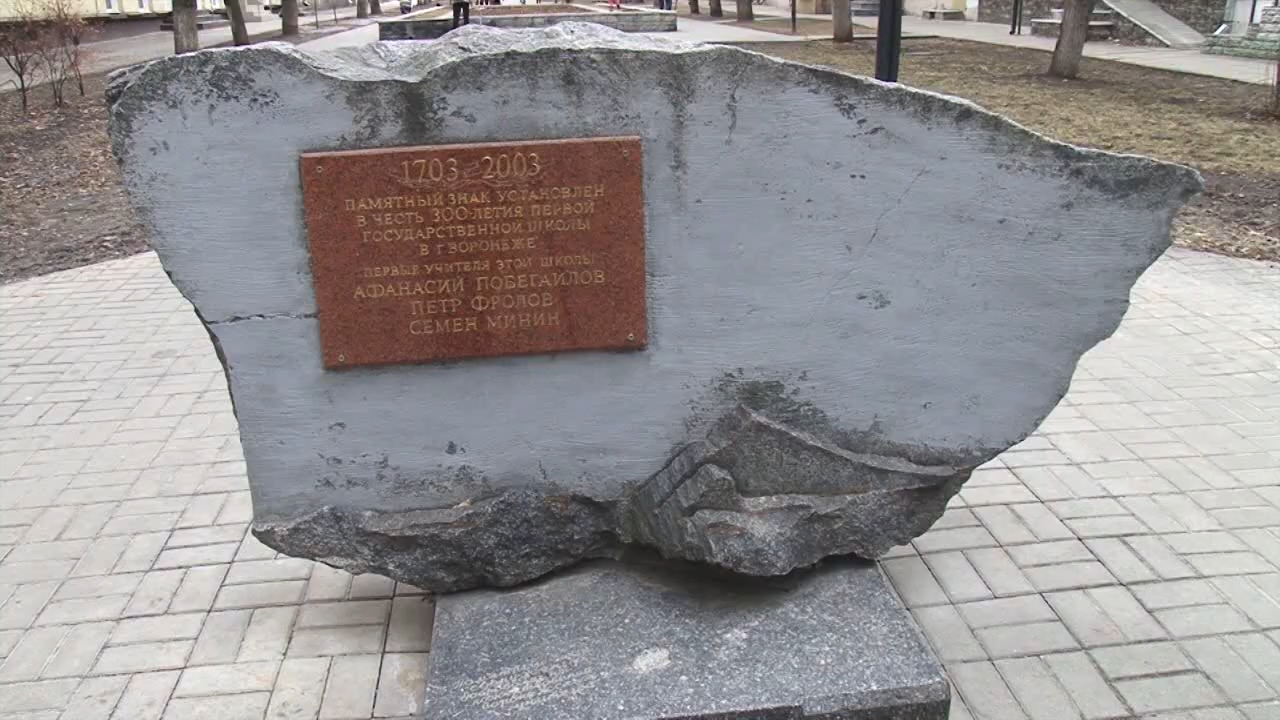 1703-2003
ПАМЯТНЫЙ ЗНАК УСТАНОВЛЕН
В ЧЕСТЬ 300-ЛЕТИЯ ПЕРВОЙ
ГОСУДАРСТВЕННОЙ ШКОЛЫ
В Г.ВОРОНЕЖЕ
ПЕРВЫЕ УЧИТЕЛЯ ЭТОЙ ШКОЛЫ
АФАНАСИЙ ПОБЕГАЙЛОВ
ПЕТР ФРОЛОВ
СЕМЕН МИНИН